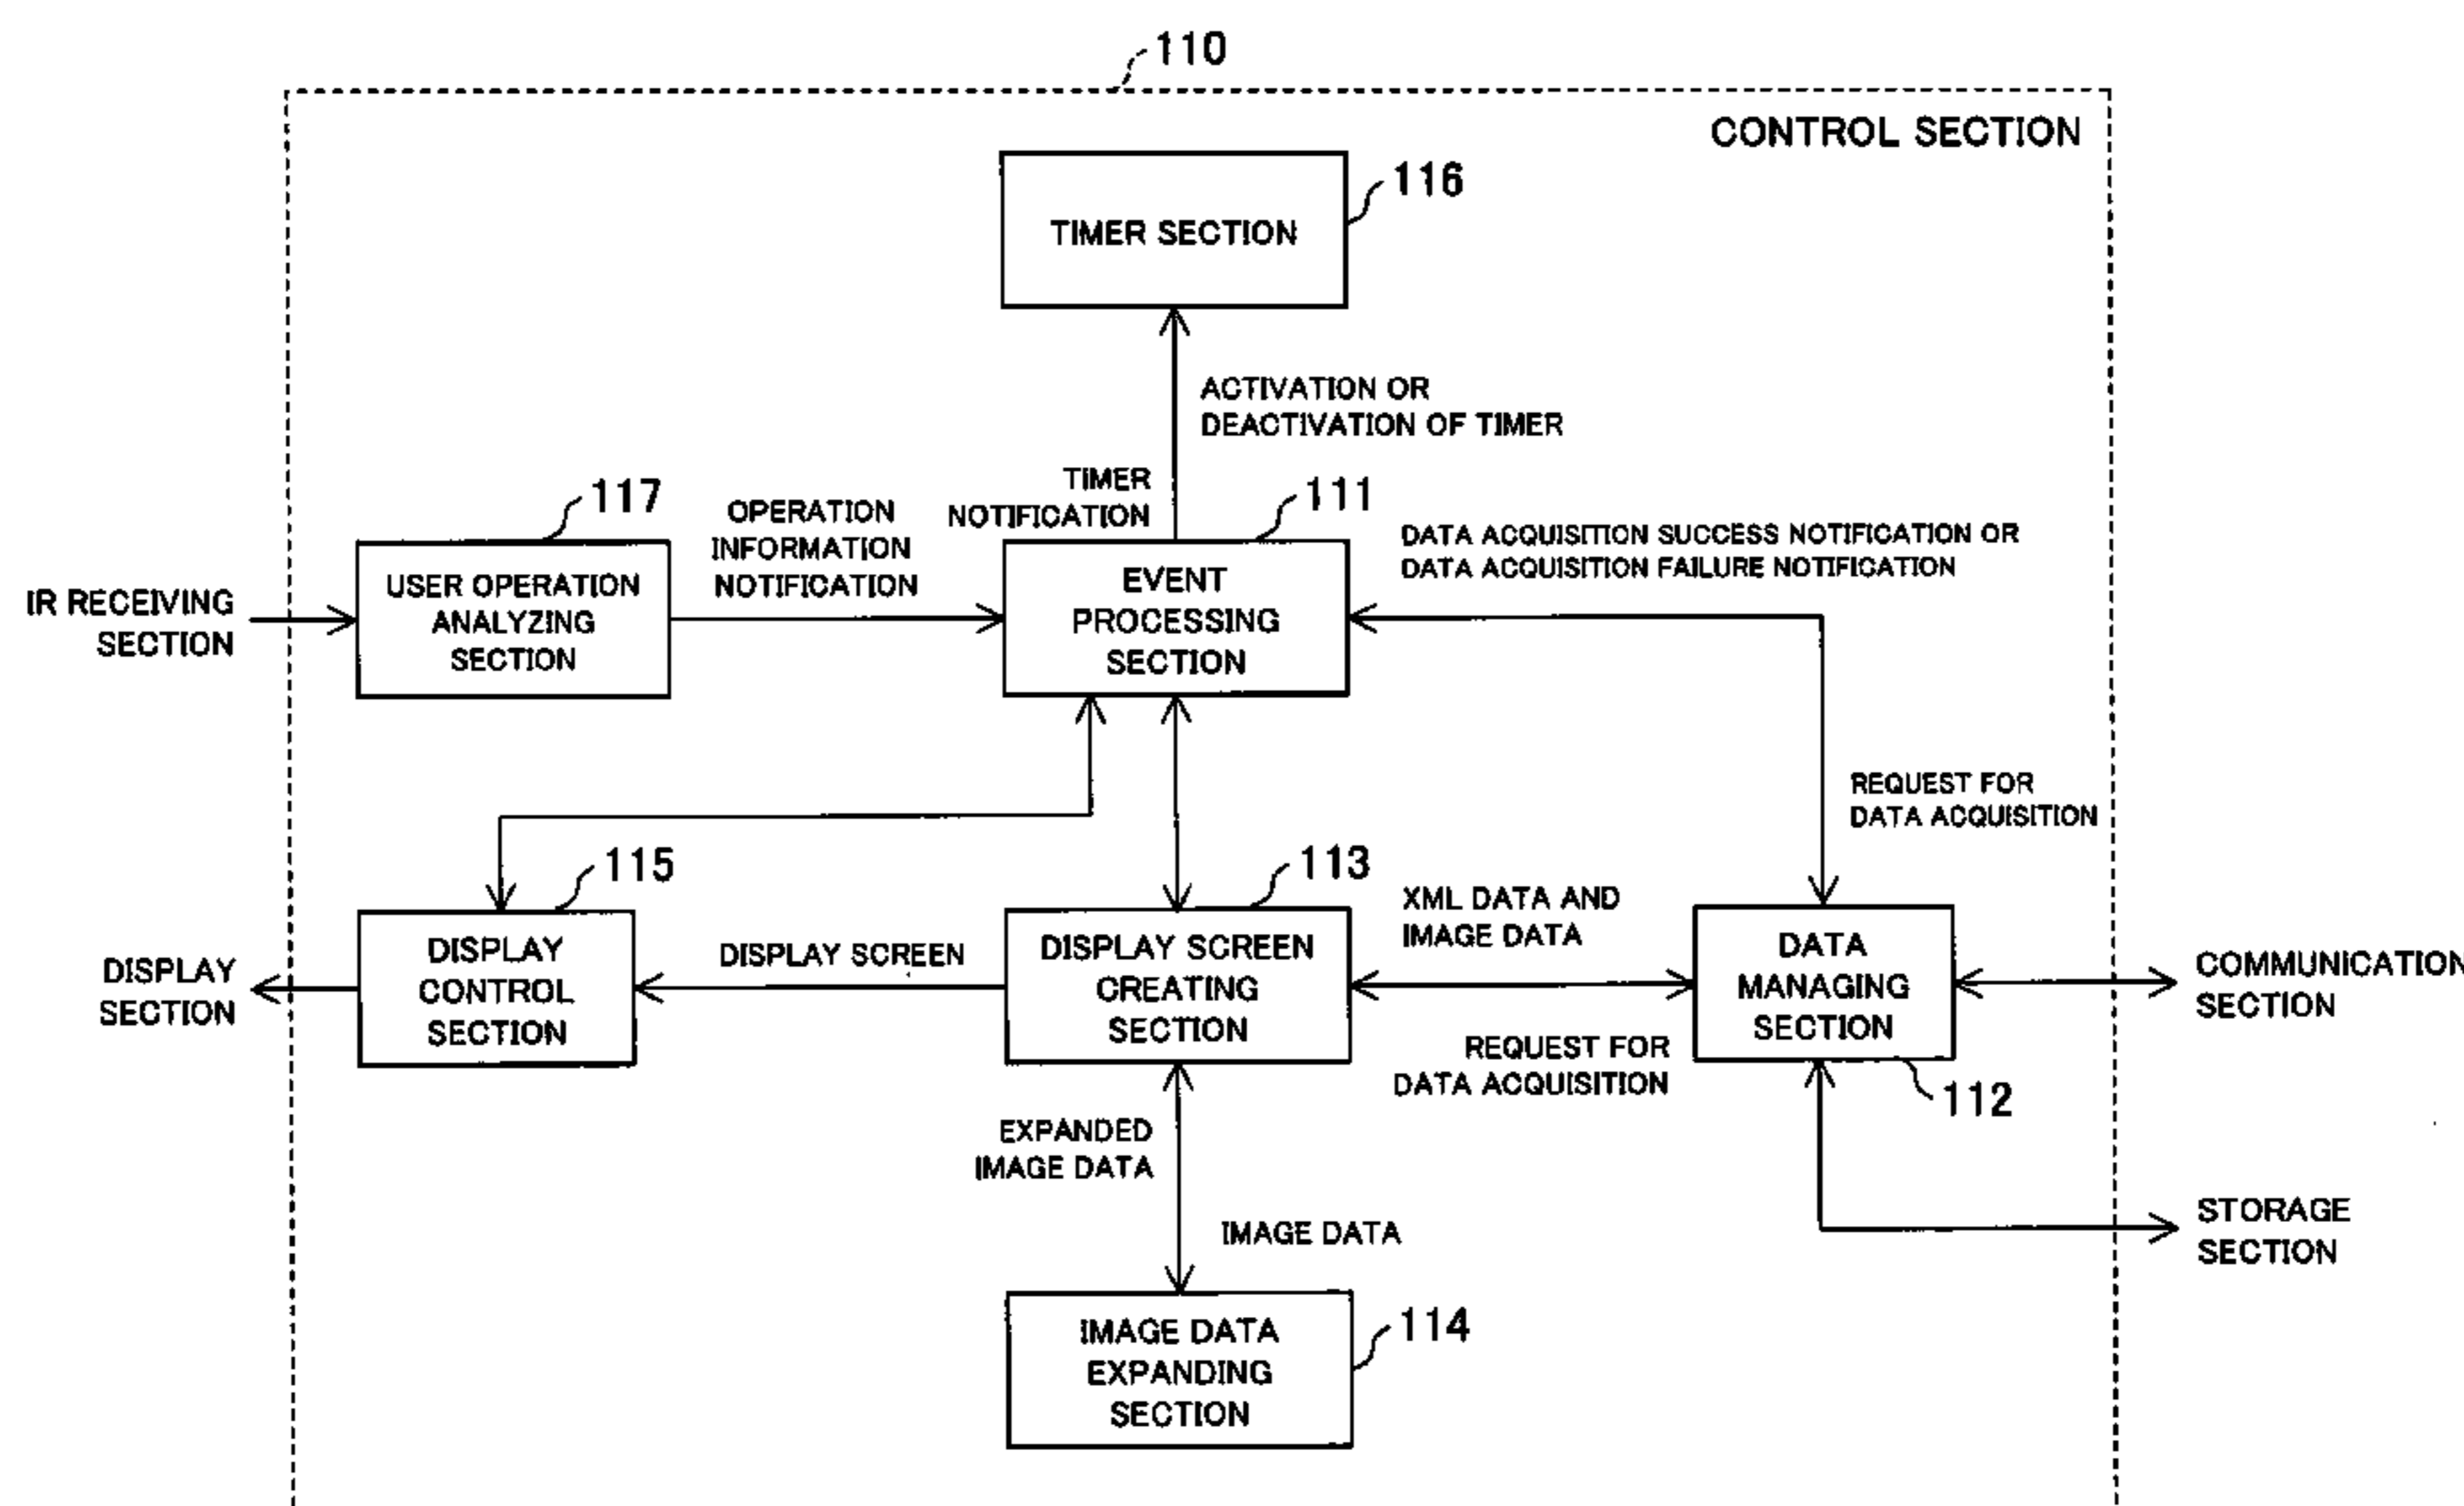 110
CONTROL SECTION
116
TIMER SECTION
ACTIVATION OR
DEACTIVATION OF TIMER
TIMER
NOTIFICATION
117
OPERATION
INFORMATION
NOTIFICATION
111
DATA ACQUISITION SUCCESS NOTIFICATION OR
DATA ACQUISITION FAILURE NOTIFICATION
IR RECEIVING
SECTION
USER OPERATION
ANALYZING
SECTION
EVENT
PROCESSING
SECTION
REQUEST FOR
DATA ACQUISITION
115
113
XML DATA AND
IMAGE DATA
DISPLAY
SECTION
DISPLAY
CONTROL
SECTION
DISPLAY SCREEN
DISPLAY SCREEN
CREATING
SECTION
DATA
MANAGING
SECTION
COMMUNICATION
SECTION
REQUEST FOR
DATA ACQUISITION
112
EXPANDED
IMAGE DATA
IMAGE DATA
STORAGE
SECTION
114
IMAGE DATA
EXPANDING
SECTION